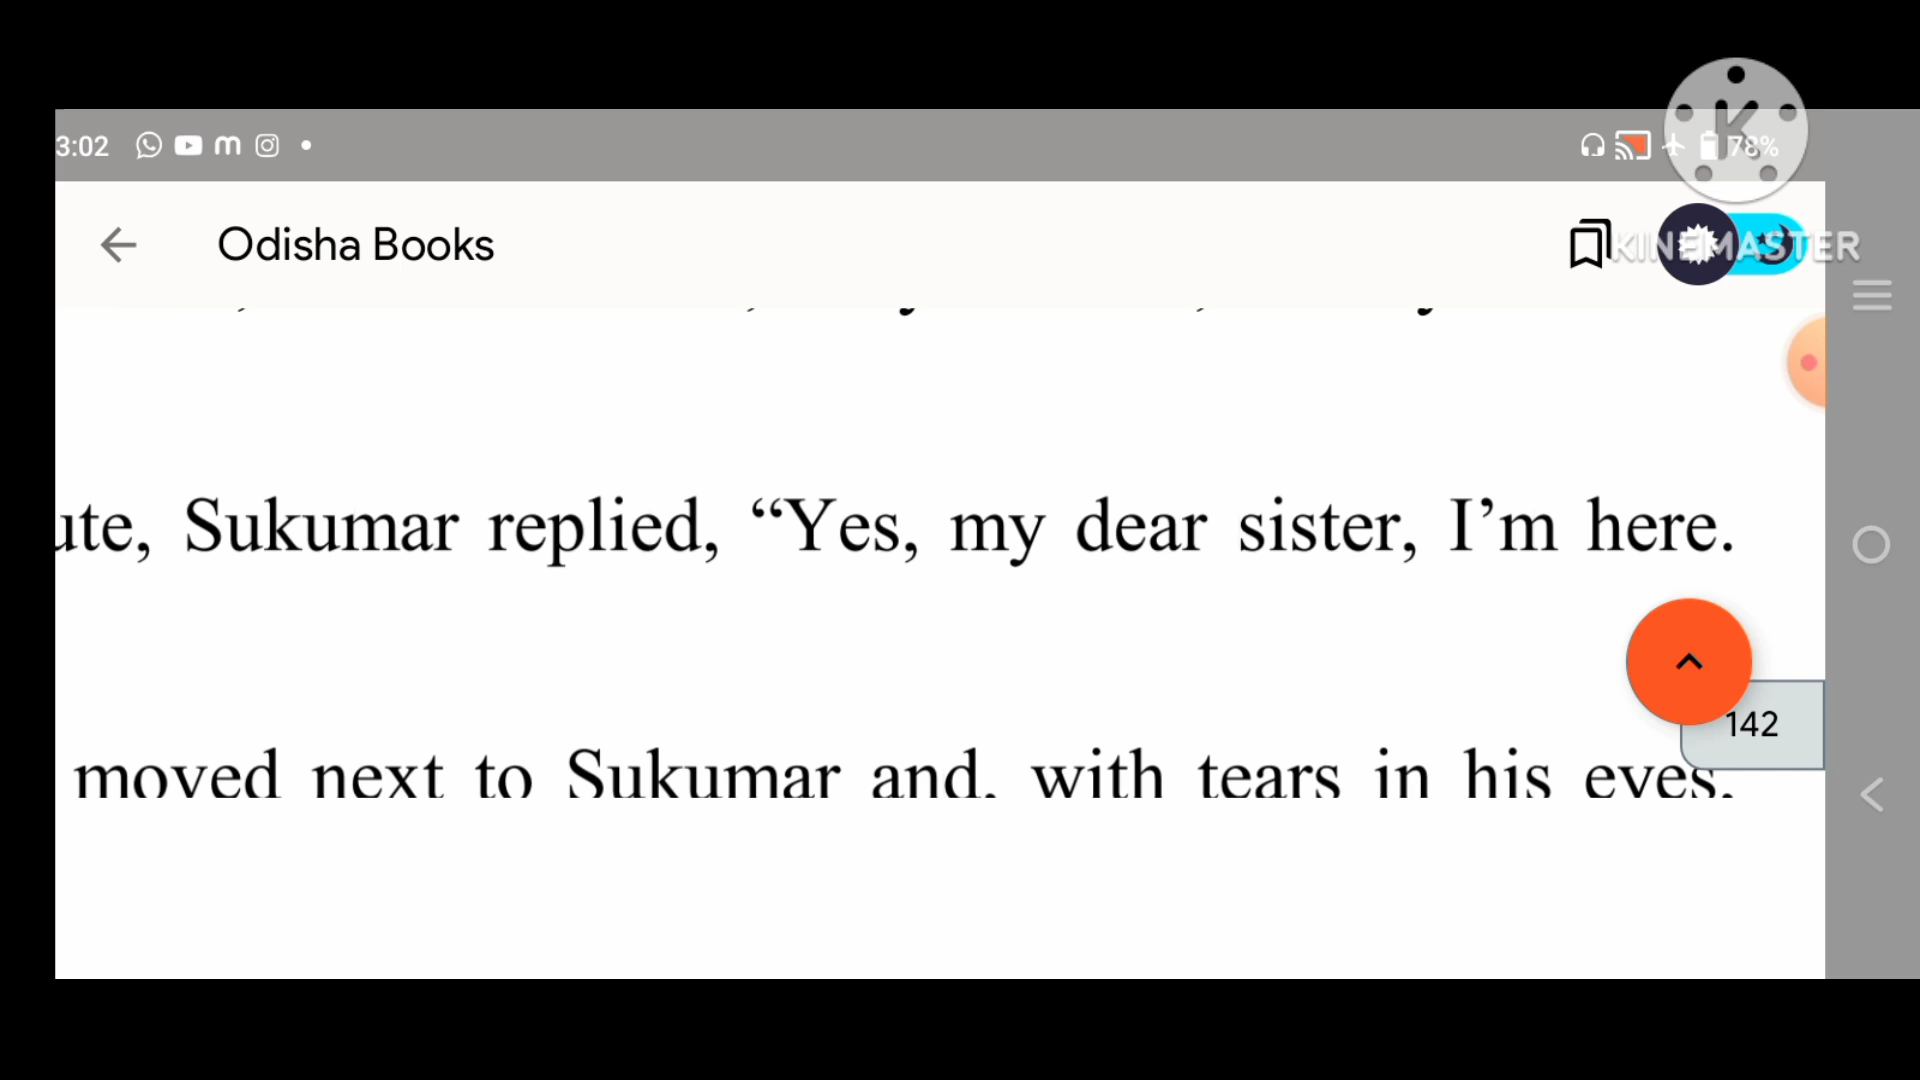 3:02 78%
Odisha Books
KINEMASTER
ute, Sukumar replied, “Yes, my dear sister, I’m here.
142
moved next to Sukumar and, with tears in his eyes,